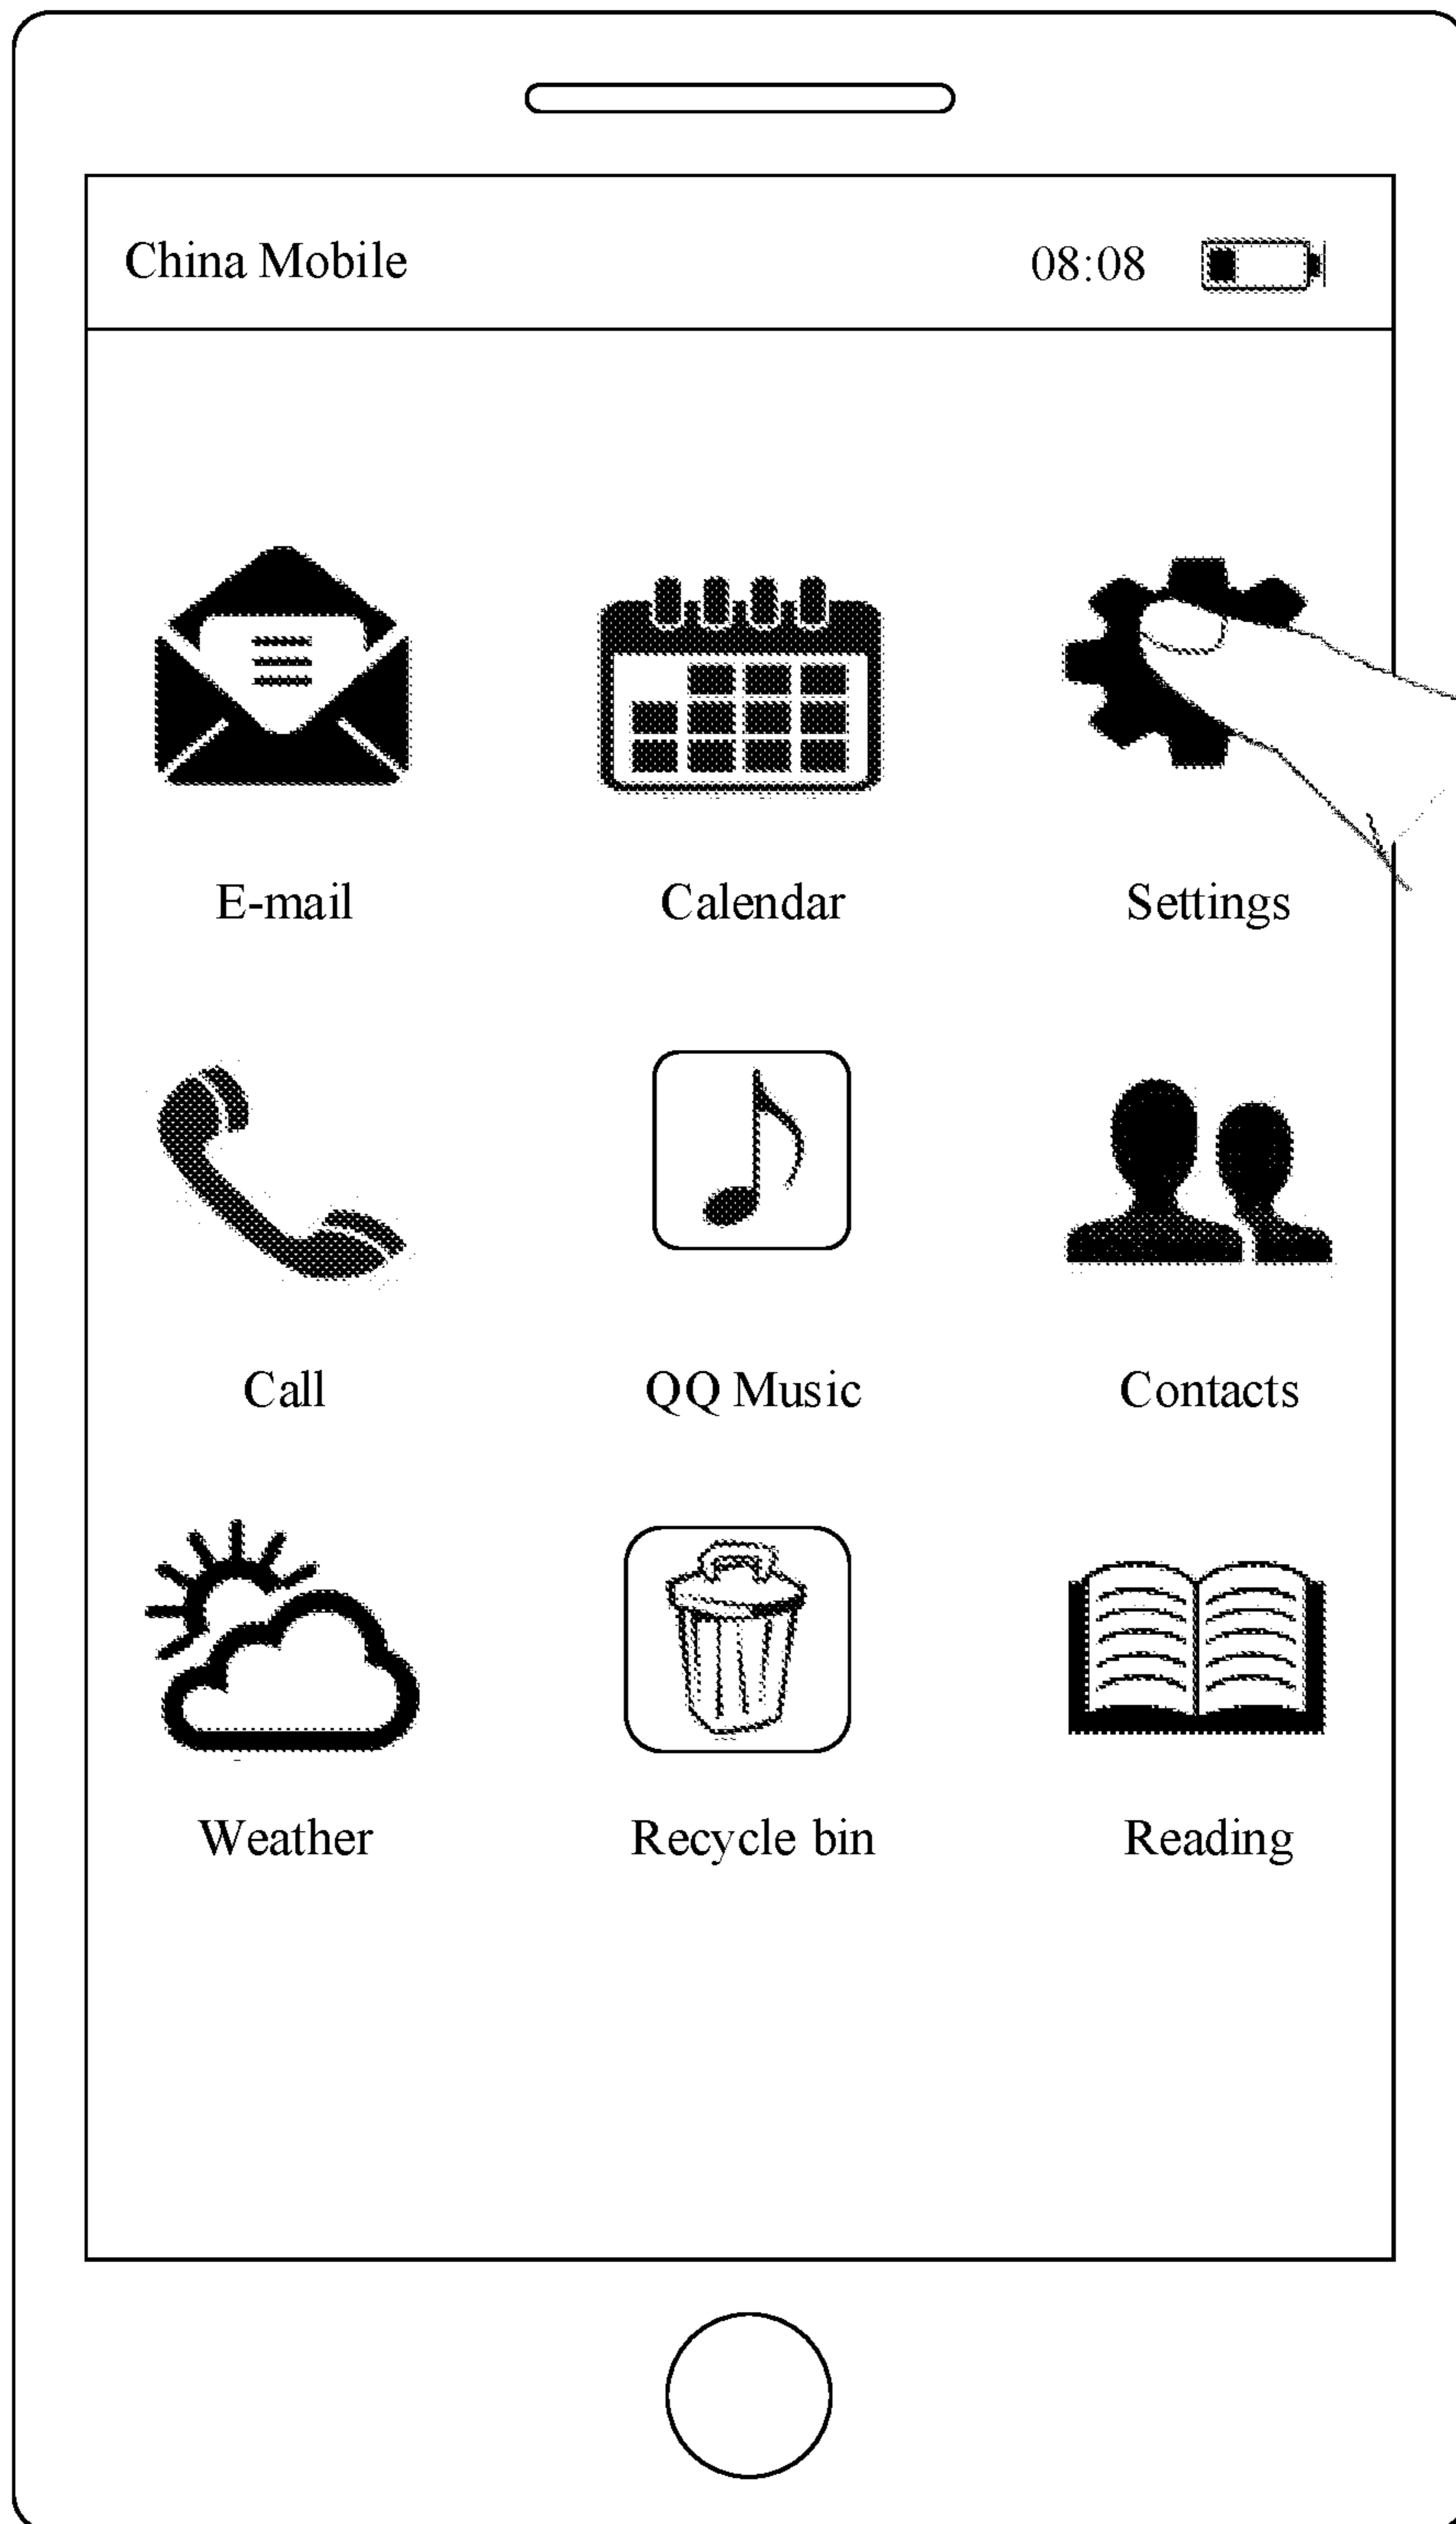 China Mobile 08:08
E-mail Calendar Settings
Call QQ Music Contacts
Weather Recycle bin Reading